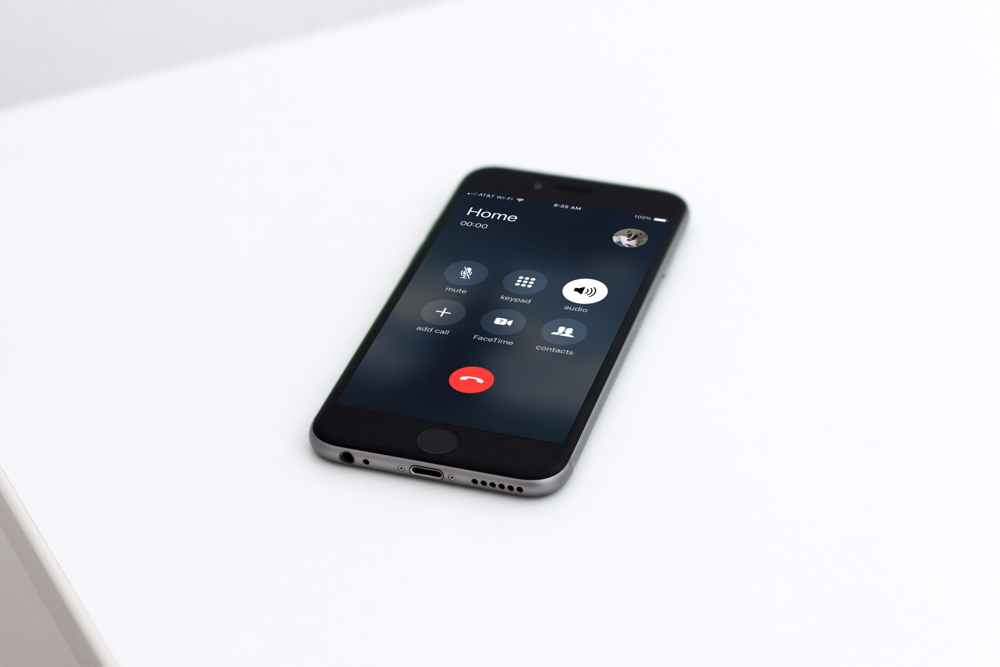 AT&T Wi-Fi 8:35 AM 100%
Home
00:00
mute keypad audio
add call FaceTime contacts